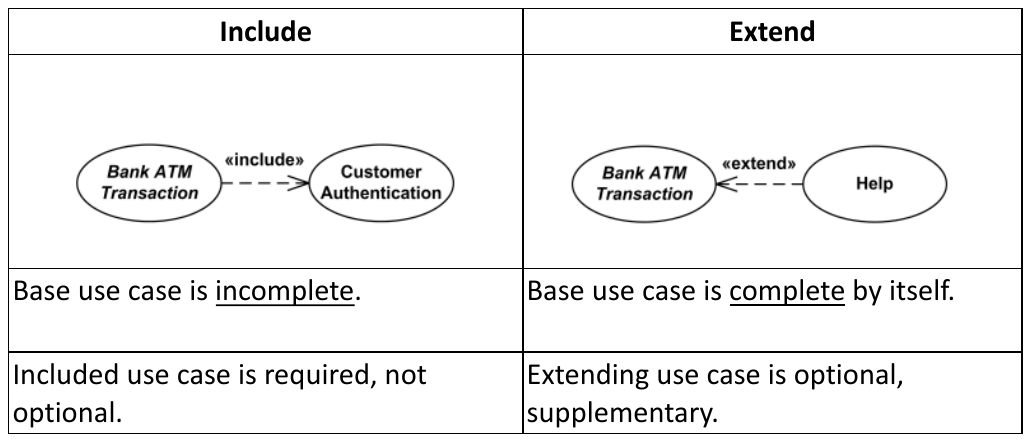 Include
Extend
Bank ATM
Transaction
«include»
Customer
Authentication
Bank ATM
Transaction
«extend»
Help
Base use case is incomplete.
Base use case is complete by itself.
Included use case is required, not
optional.
Extending use case is optional,
supplementary.